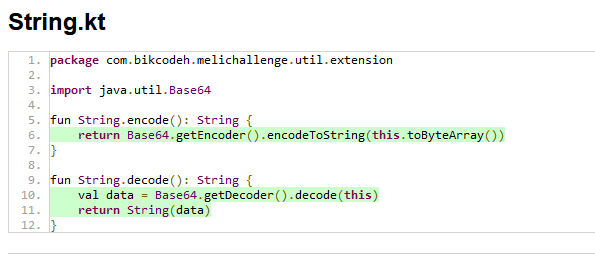 String.kt
1. package com.bikcodeh.melichallenge.util.extension
2.
3. import java.util.Base64
4.
5. fun String.encode(): String {
6.     return Base64.getEncoder().encodeToString(this.toByteArray())
7. }
8.
9. fun String.decode(): String {
10.     val data = Base64.getDecoder().decode(this)
11.     return String(data)
12. }